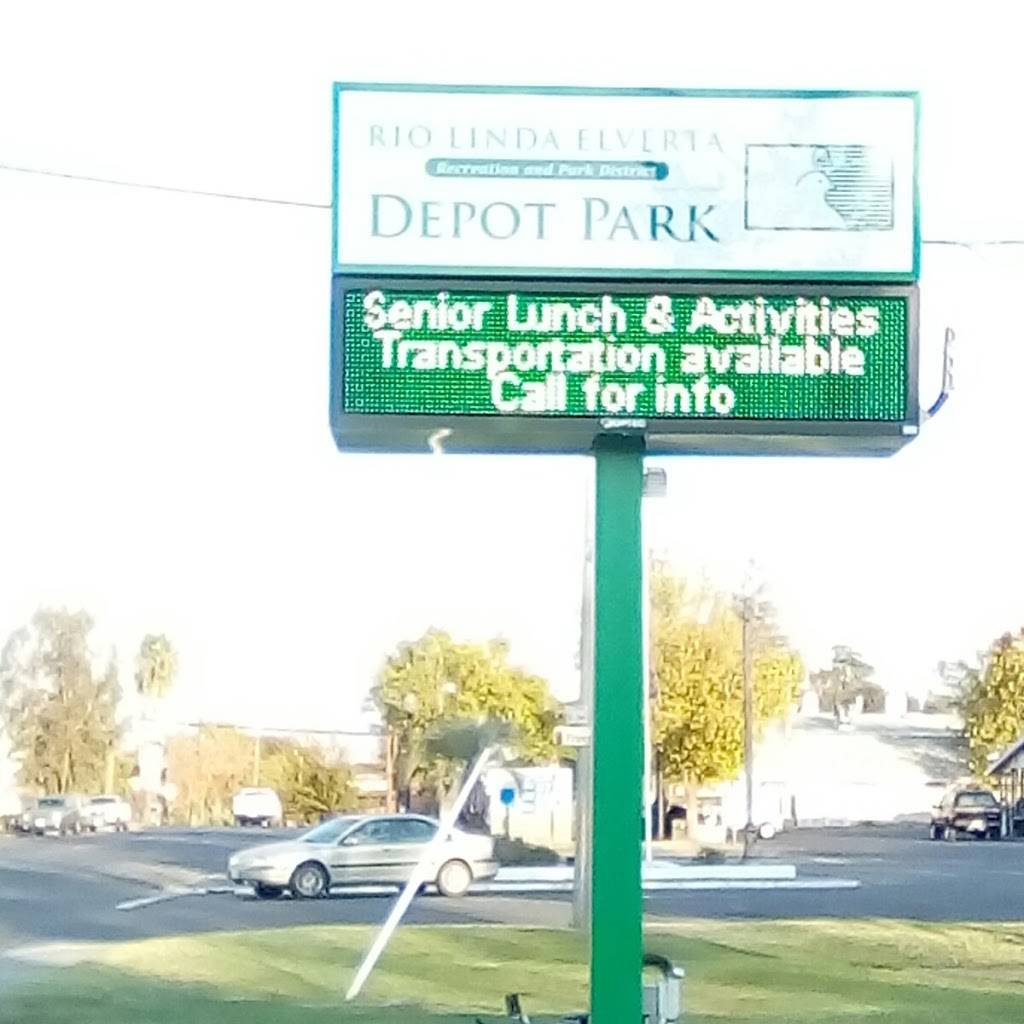 RIO LINDA ELVERTA
Recreation and Park District
DEPOT PARK
Senior Lunch & Activities
Transportation available
Call for info